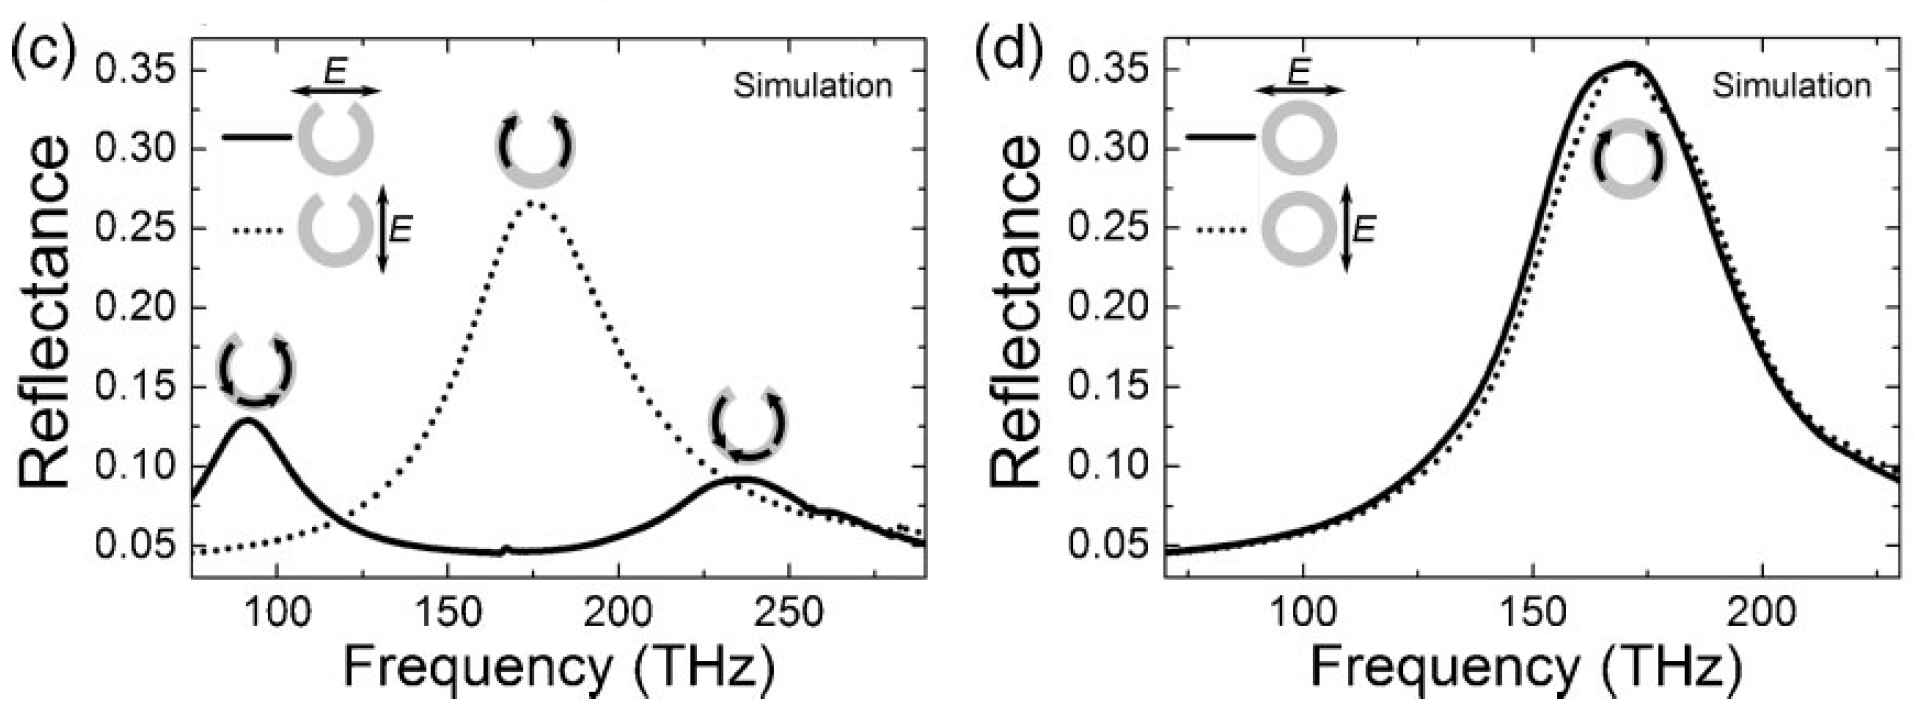 (c)
Reflectance
0.35
0.30
0.25
0.20
0.15
0.10
0.05
E
E
Simulation
100 150 200 250
Frequency (THz)
(d)
Reflectance
0.35
0.30
0.25
0.20
0.15
0.10
0.05
E
E
Simulation
100 150 200
Frequency (THz)